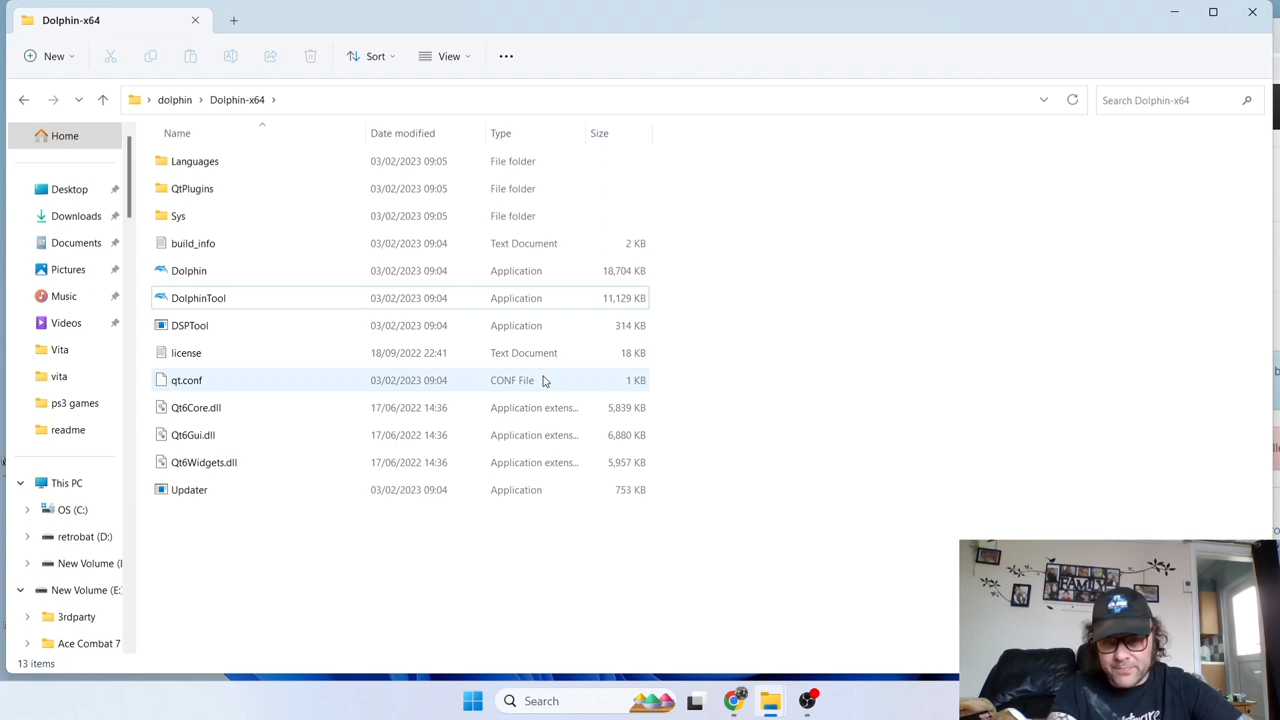 Dolphin-x64
New
Sort
View
dolphin
Dolphin-x64
Search Dolphin-x64
Home
Name
Date modified
Type
Size
Desktop
Downloads
Documents
Pictures
Music
Videos
Vita
vita
ps3 games
readme
This PC
OS (C:)
retrobat (D:)
New Volume (
New Volume (E:
3rdparty
Ace Combat 7
Languages 03/02/2023 09:05 File folder
QtPlugins 03/02/2023 09:05 File folder
Sys 03/02/2023 09:05 File folder
build_info 03/02/2023 09:04 Text Document 2 KB
Dolphin 03/02/2023 09:04 Application 18,704 KB
DolphinTool 03/02/2023 09:04 Application 11,129 KB
DSPTool 03/02/2023 09:04 Application 314 KB
license 18/09/2022 22:41 Text Document 18 KB
qt.conf 03/02/2023 09:04 CONF File 1 KB
Qt6Core.dll 17/06/2022 14:36 Application extens... 5,839 KB
Qt6Gui.dll 17/06/2022 14:36 Application extens... 6,880 KB
Qt6Widgets.dll 17/06/2022 14:36 Application extens... 5,957 KB
Updater 03/02/2023 09:04 Application 753 KB
FAMILY
13 items
Search